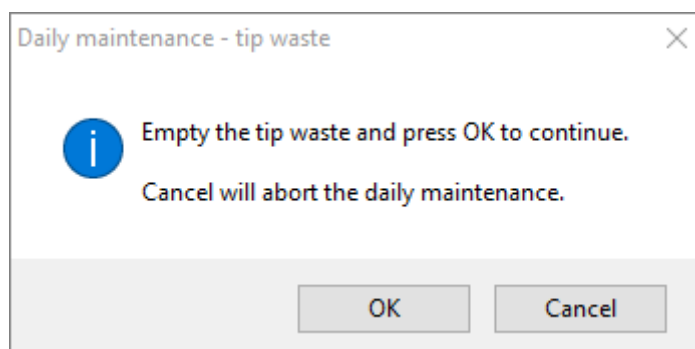 Daily maintenance - tip waste
Empty the tip waste and press OK to continue.
Cancel will abort the daily maintenance.
OK
Cancel